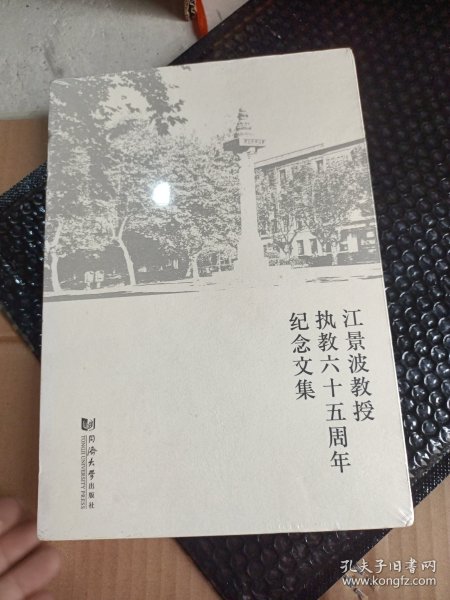 江景波教授
执教六十五周年
纪念文集
同济大学出版社
TONGJI UNIVERSITY PRESS
孔夫子旧书网
www.kongfz.com